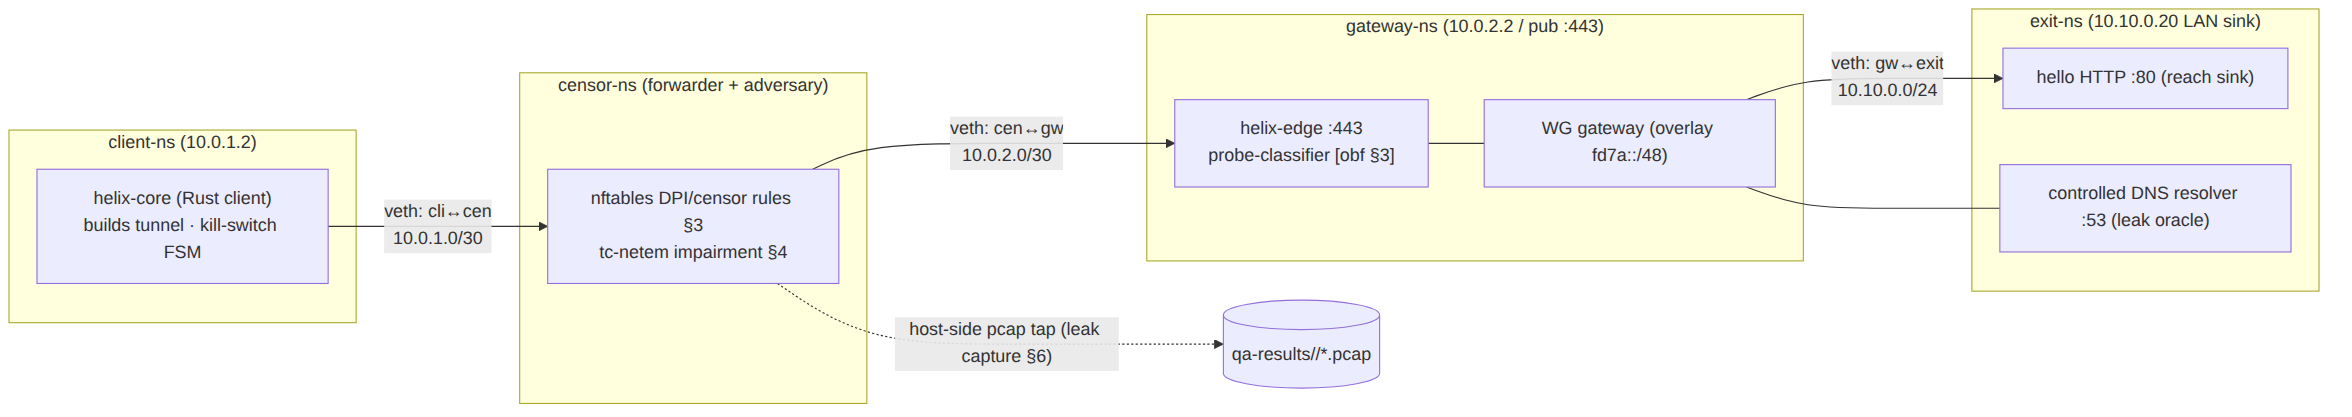 client-ns (10.0.1.2)
helix-core (Rust client)
builds tunnel · kill-switch
FSM
veth: cli↔cen
10.0.1.0/30
censor-ns (forwarder + adversary)
nftables DPI/censor rules
§3
tc-netem impairment §4
veth: cen↔gw
10.0.2.0/30
host-side pcap tap (leak
capture §6)
qa-results//*.pcap
gateway-ns (10.0.2.2 / pub :443)
helix-edge :443
probe-classifier [obf §3]
WG gateway (overlay
fd7a::/48)
veth: gw↔exit
10.10.0.0/24
exit-ns (10.10.0.20 LAN sink)
hello HTTP :80 (reach sink)
controlled DNS resolver
:53 (leak oracle)